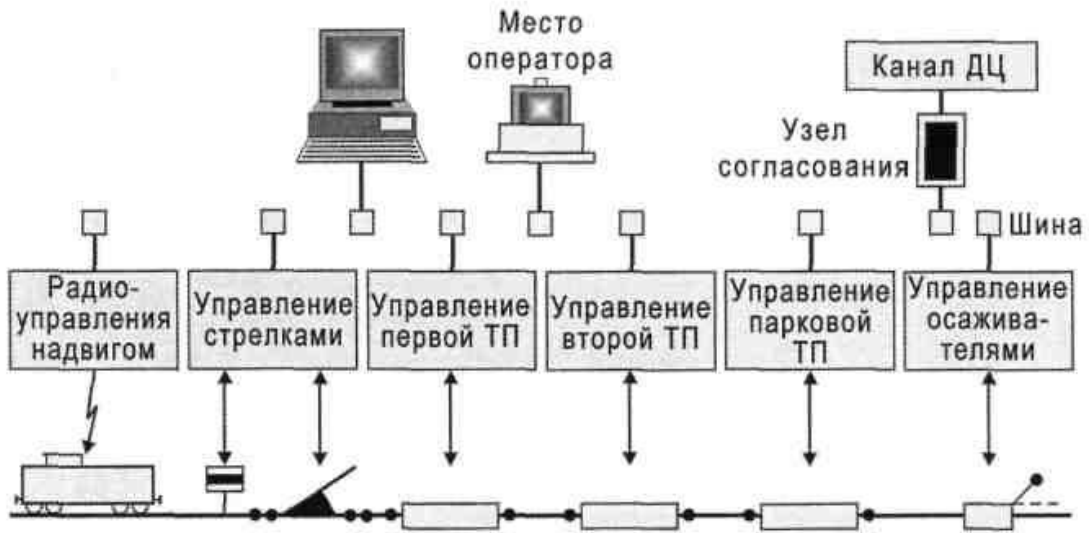 Место
оператора
Канал ДЦ
Узел
согласования
Шина
Радио-
управления
надвигом
Управление
стрелками
Управление
первой ТП
Управление
второй ТП
Управление
парковой
ТП
Управление
осажива-
телями